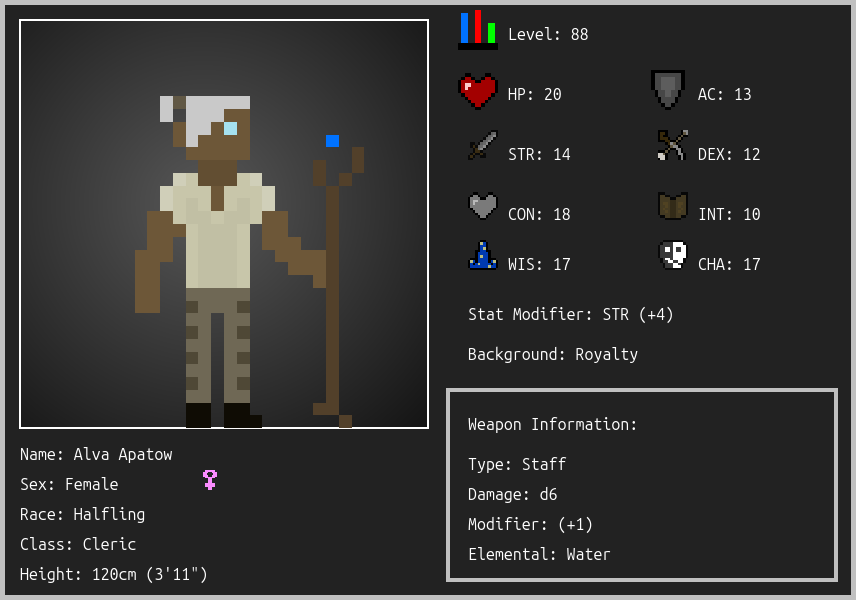 Level: 88
HP: 20
AC: 13
STR: 14
DEX: 12
CON: 18
INT: 10
WIS: 17
CHA: 17
Stat Modifier: STR (+4)
Background: Royalty
Weapon Information:
Type: Staff
Damage: d6
Modifier: (+1)
Elemental: Water
Name: Alva Apatow
Sex: Female
Race: Halfling
Class: Cleric
Height: 120cm (3'11")